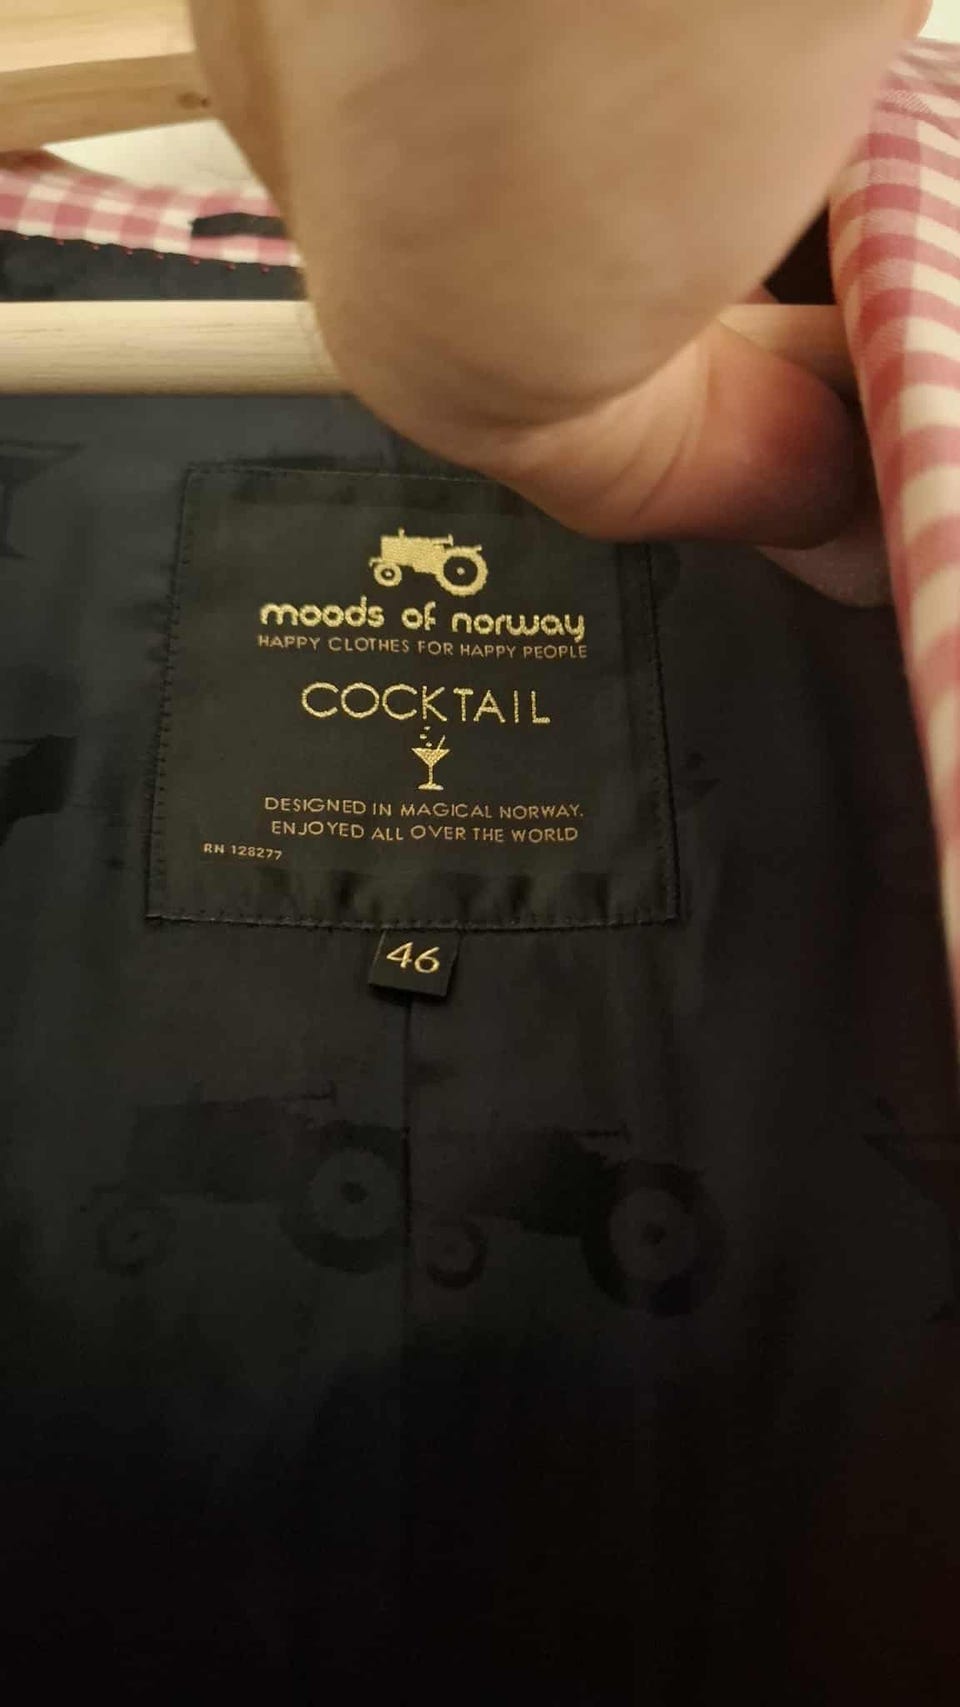 moods of norway
HAPPY CLOTHES FOR HAPPY PEOPLE
COCKTAIL
DESIGNED IN MAGICAL NORWAY.
ENJOYED ALL OVER THE WORLD
RN 128277
46